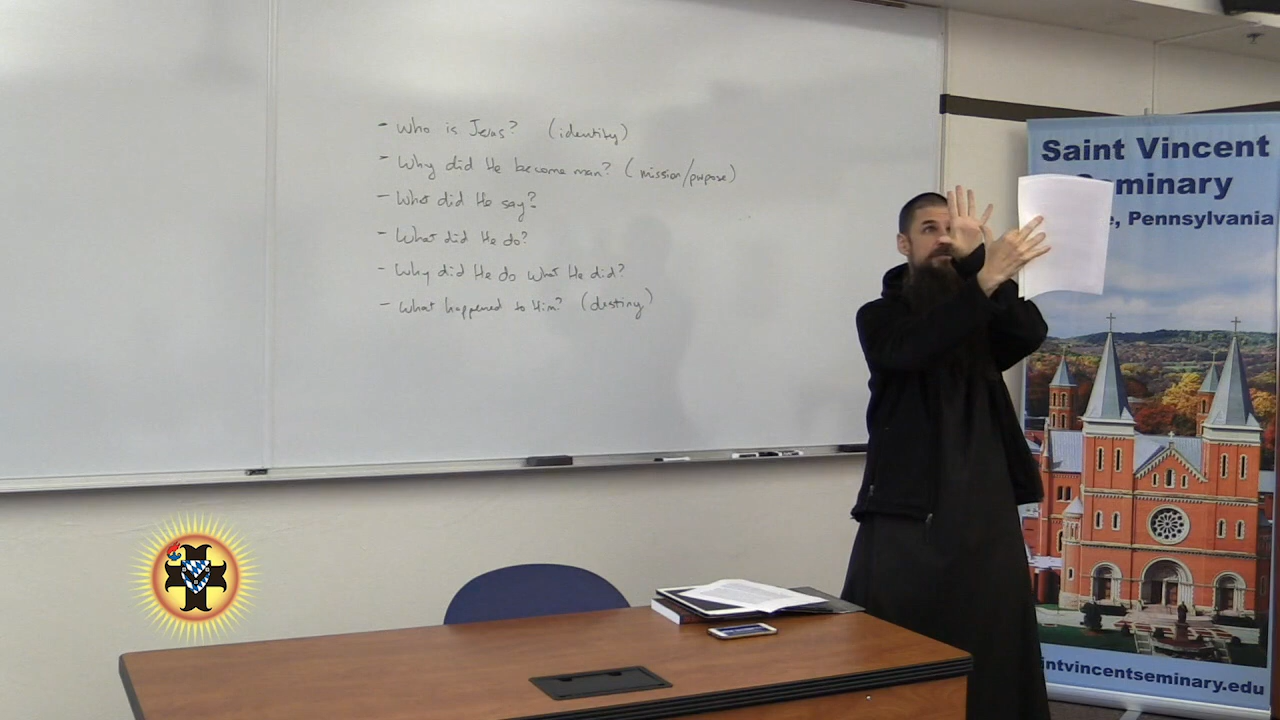 - Who is Jesus? (identity)
- Why did He become man? (mission/purpose)
- What did He say?
- What did He do?
- Why did He do what He did?
- What happened to Him? (destiny)
Saint Vincent
minary
e, Pennsylvania
intvincentseminary.edu